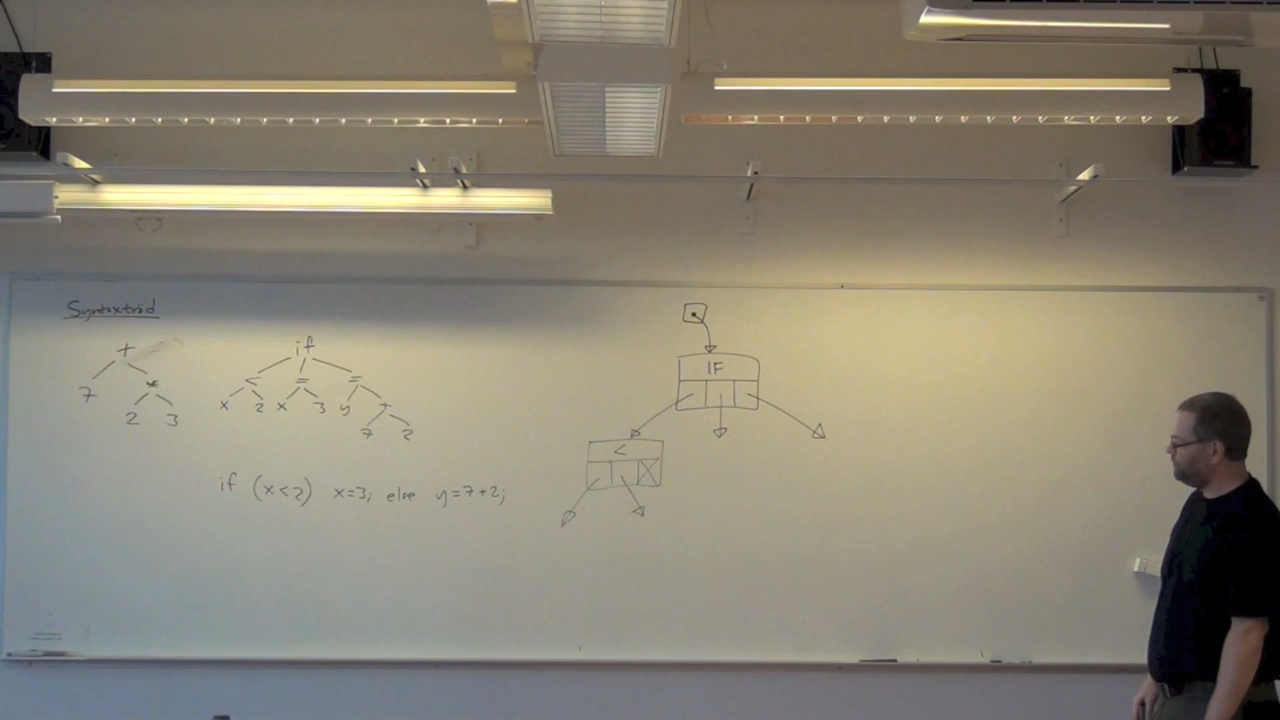 Syntaxträd
+
7 *
2 3
if
< = =
x 2 x 3 y +
7 2
if (x<2) x=3; else y=7+2;
IF
<